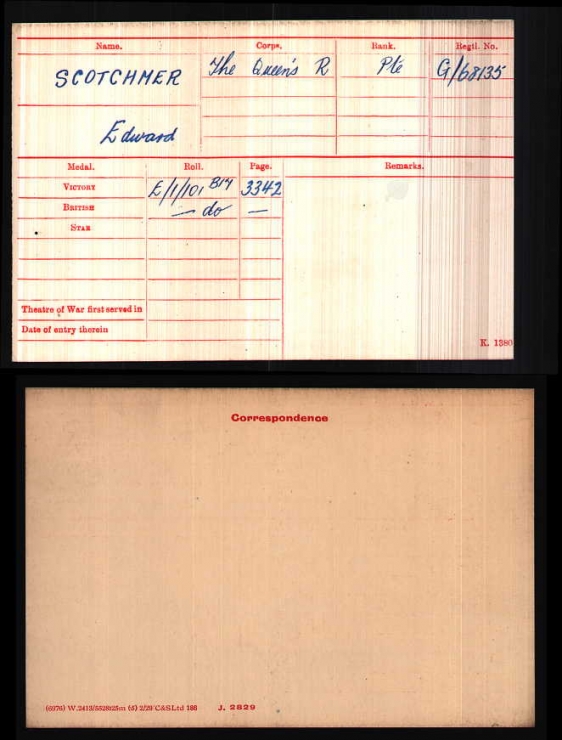 Name. Corps. Rank. Regtl. No.
SCOTCHMER The Queen's R Pte G/68135
Edward
Medal. Roll. Page. Remarks.
VICTORY E/1/101 B14 3342
BRITISH — do —
STAR
Theatre of War first served in
Date of entry therein
K. 1380
Correspondence
(6976) W.2413/5528 125m (5) 2/20 C&SLtd 188 J. 2829